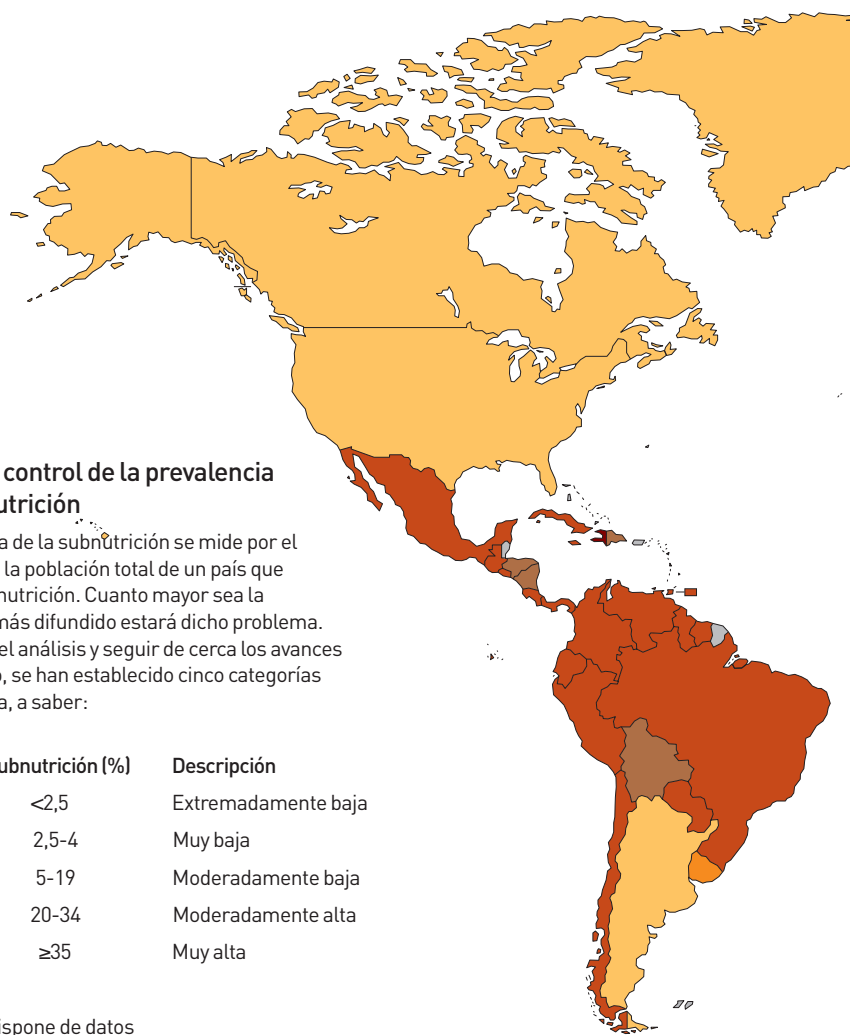 control de la prevalencia
utrición
a de la subnutrición se mide por el
la población total de un país que
nutrición. Cuanto mayor sea la
más difundido estará dicho problema.
el análisis y seguir de cerca los avances
o, se han establecido cinco categorías
a, a saber:
ubnutrición (%) Descripción
<2,5 Extremadamente baja
2,5-4 Muy baja
5-19 Moderadamente baja
20-34 Moderadamente alta
≥35 Muy alta
ispone de datos